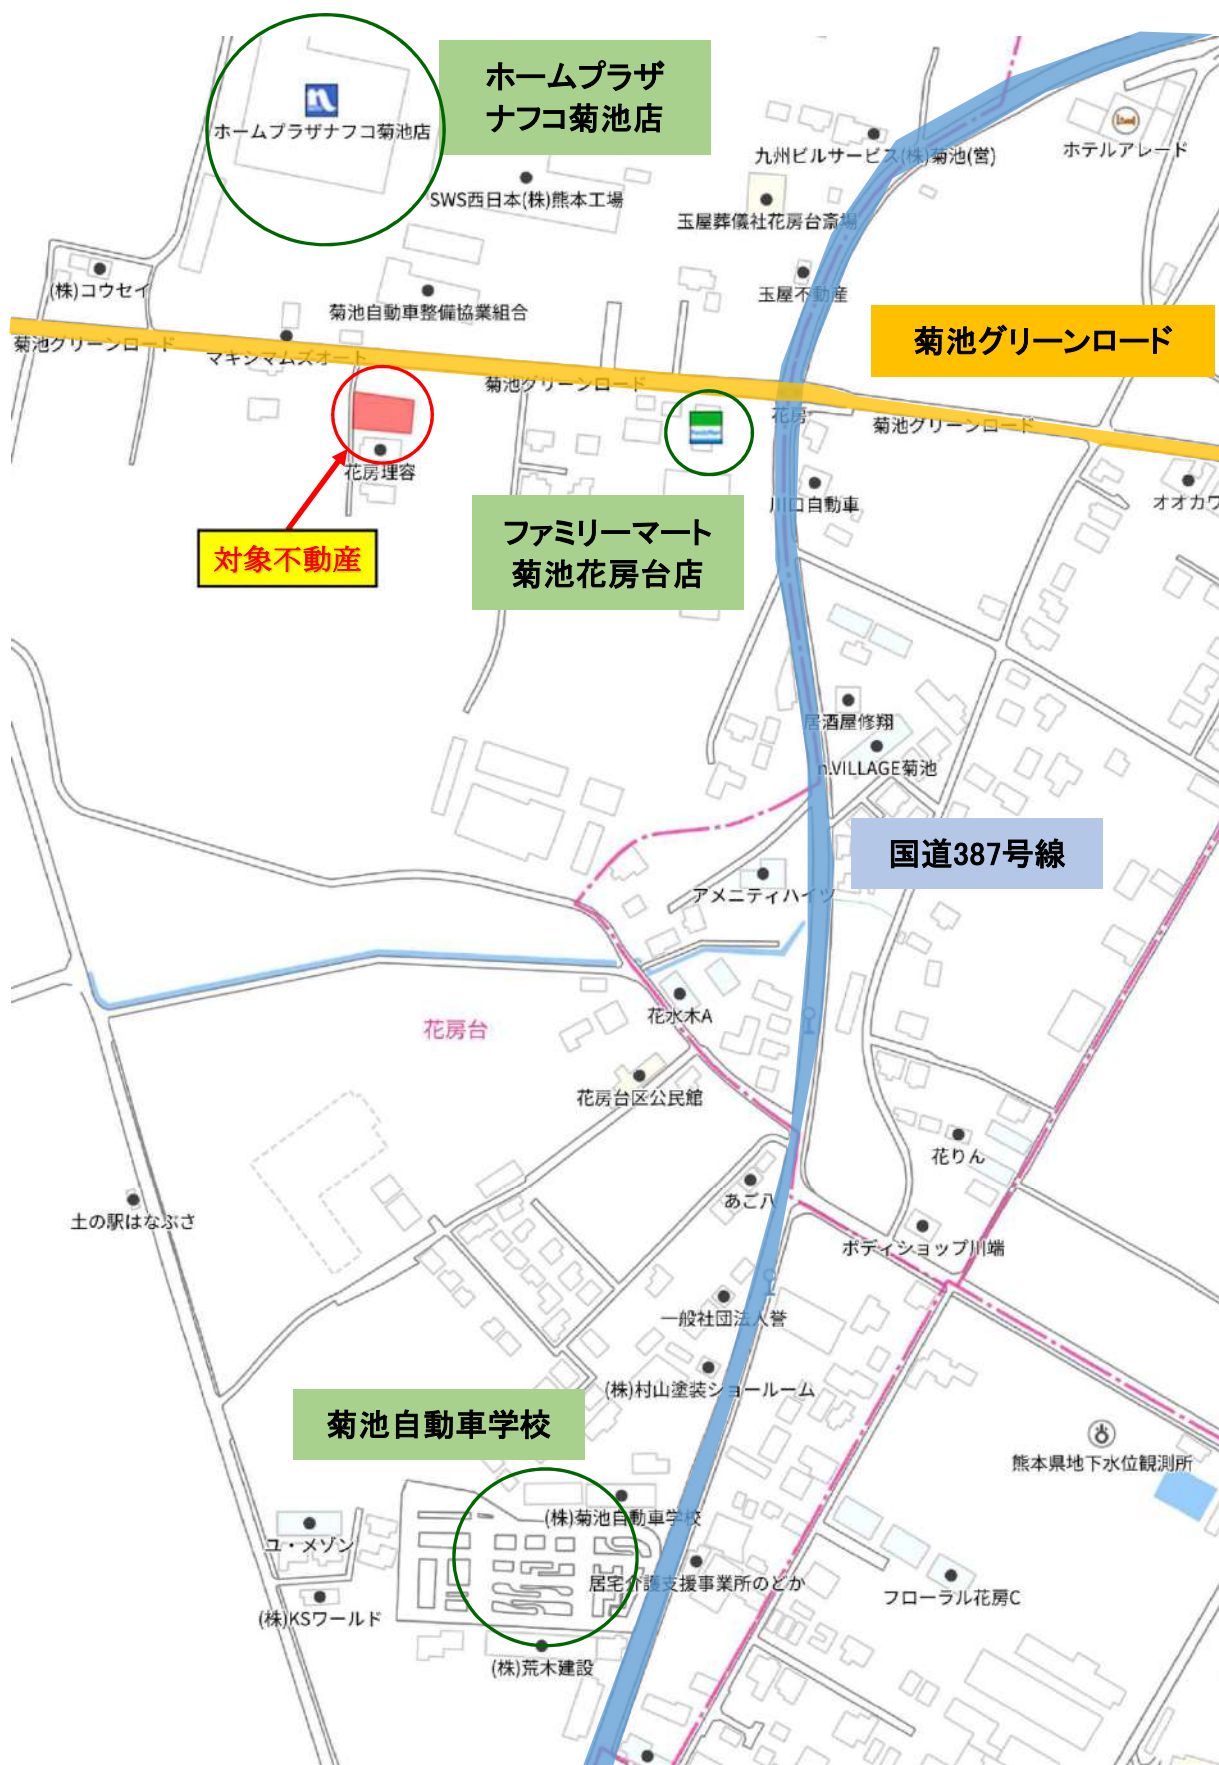 ホームプラザ
ナフコ菊池店
ホームプラザナフコ菊池店
九州ビルサービス(株)菊池(営)
ホテルアレード
SWS西日本(株)熊本工場
玉屋葬儀社花房台斎場
(株)コウセイ
玉屋不動産
菊池自動車整備協業組合
菊池グリーンロード
菊池グリーンロード
マキシマムズオート
菊池グリーンロード
花房
菊池グリーンロード
FamilyMart
花房理容
川口自動車
オオカワ
ファミリーマート
菊池花房台店
対象不動産
居酒屋修翔
n.VILLAGE菊池
国道387号線
アメニティハイツ
花水木A
花房台
花房台区公民館
花りん
あご八
土の駅はなぶさ
ボディショップ川端
一般社団法人誉
(株)村山塗装ショールーム
菊池自動車学校
熊本県地下水位観測所
(株)菊池自動車学校
ユ・メゾン
居宅介護支援事業所のどか
フローラル花房C
(株)KSワールド
(株)荒木建設